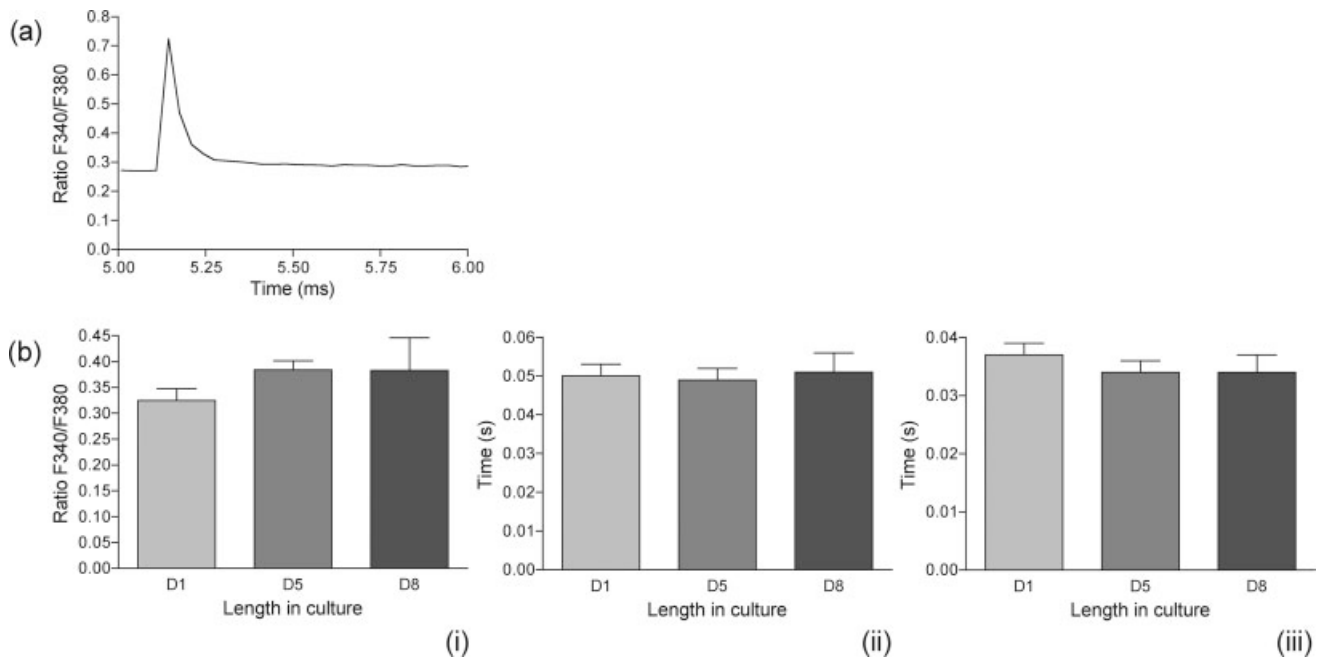 (a)
Ratio F340/F380
0.8
0.7
0.6
0.5
0.4
0.3
0.2
0.1
0.0
5.00 5.25 5.50 5.75 6.00
Time (ms)
(b)
Ratio F340/F380
0.45
0.40
0.35
0.30
0.25
0.20
0.15
0.10
0.05
0.00
D1 D5 D8
Length in culture
(i)
Time (s)
0.06
0.05
0.04
0.03
0.02
0.01
0.00
D1 D5 D8
Length in culture
(ii)
Time (s)
0.04
0.03
0.02
0.01
0.00
D1 D5 D8
Length in culture
(iii)